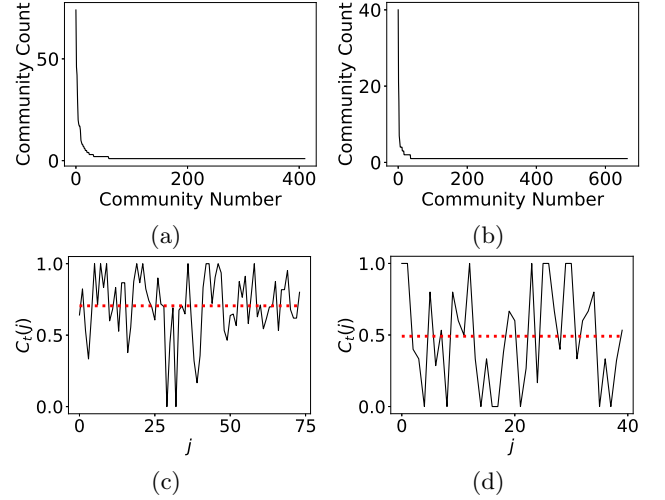 Community Count
50
0
0 200 400
Community Number
(a)
Community Count
40
20
0
0 200 400 600
Community Number
(b)
C_t(j)
1.0
0.5
0.0
0 25 50 75
j
(c)
C_t(j)
1.0
0.5
0.0
0 20 40
j
(d)